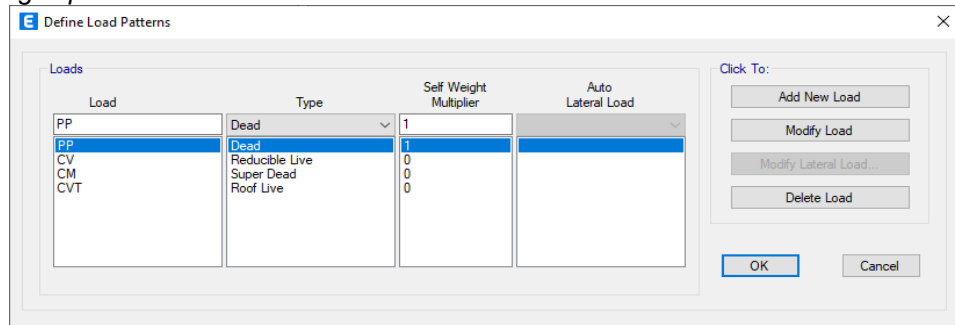 E Define Load Patterns
Loads
Click To:
Load Type Self Weight Multiplier Auto Lateral Load
PP Dead 1
PP Dead 1
CV Reducible Live 0
CM Super Dead 0
CVT Roof Live 0
Add New Load
Modify Load
Modify Lateral Load...
Delete Load
OK Cancel